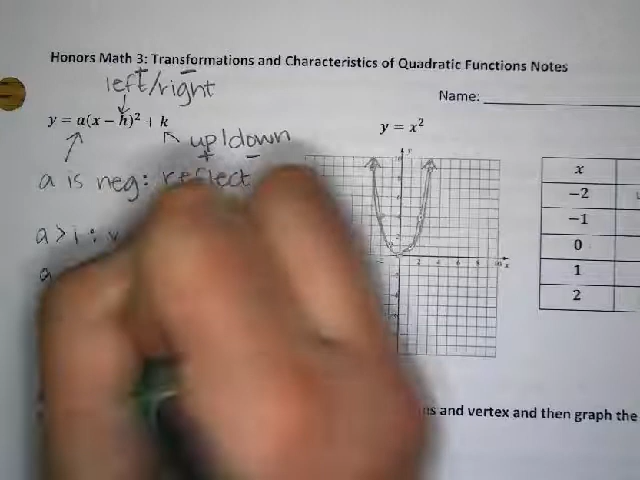 Honors Math 3: Transformations and Characteristics of Quadratic Functions Notes
left/right
+ −
Name:
y = a(x − h)² + k
y = x²
up/down
+ −
a is neg: reflect
a > 1 : v
a
x
−2
−1
0
1
2
y
x
and vertex and then graph the